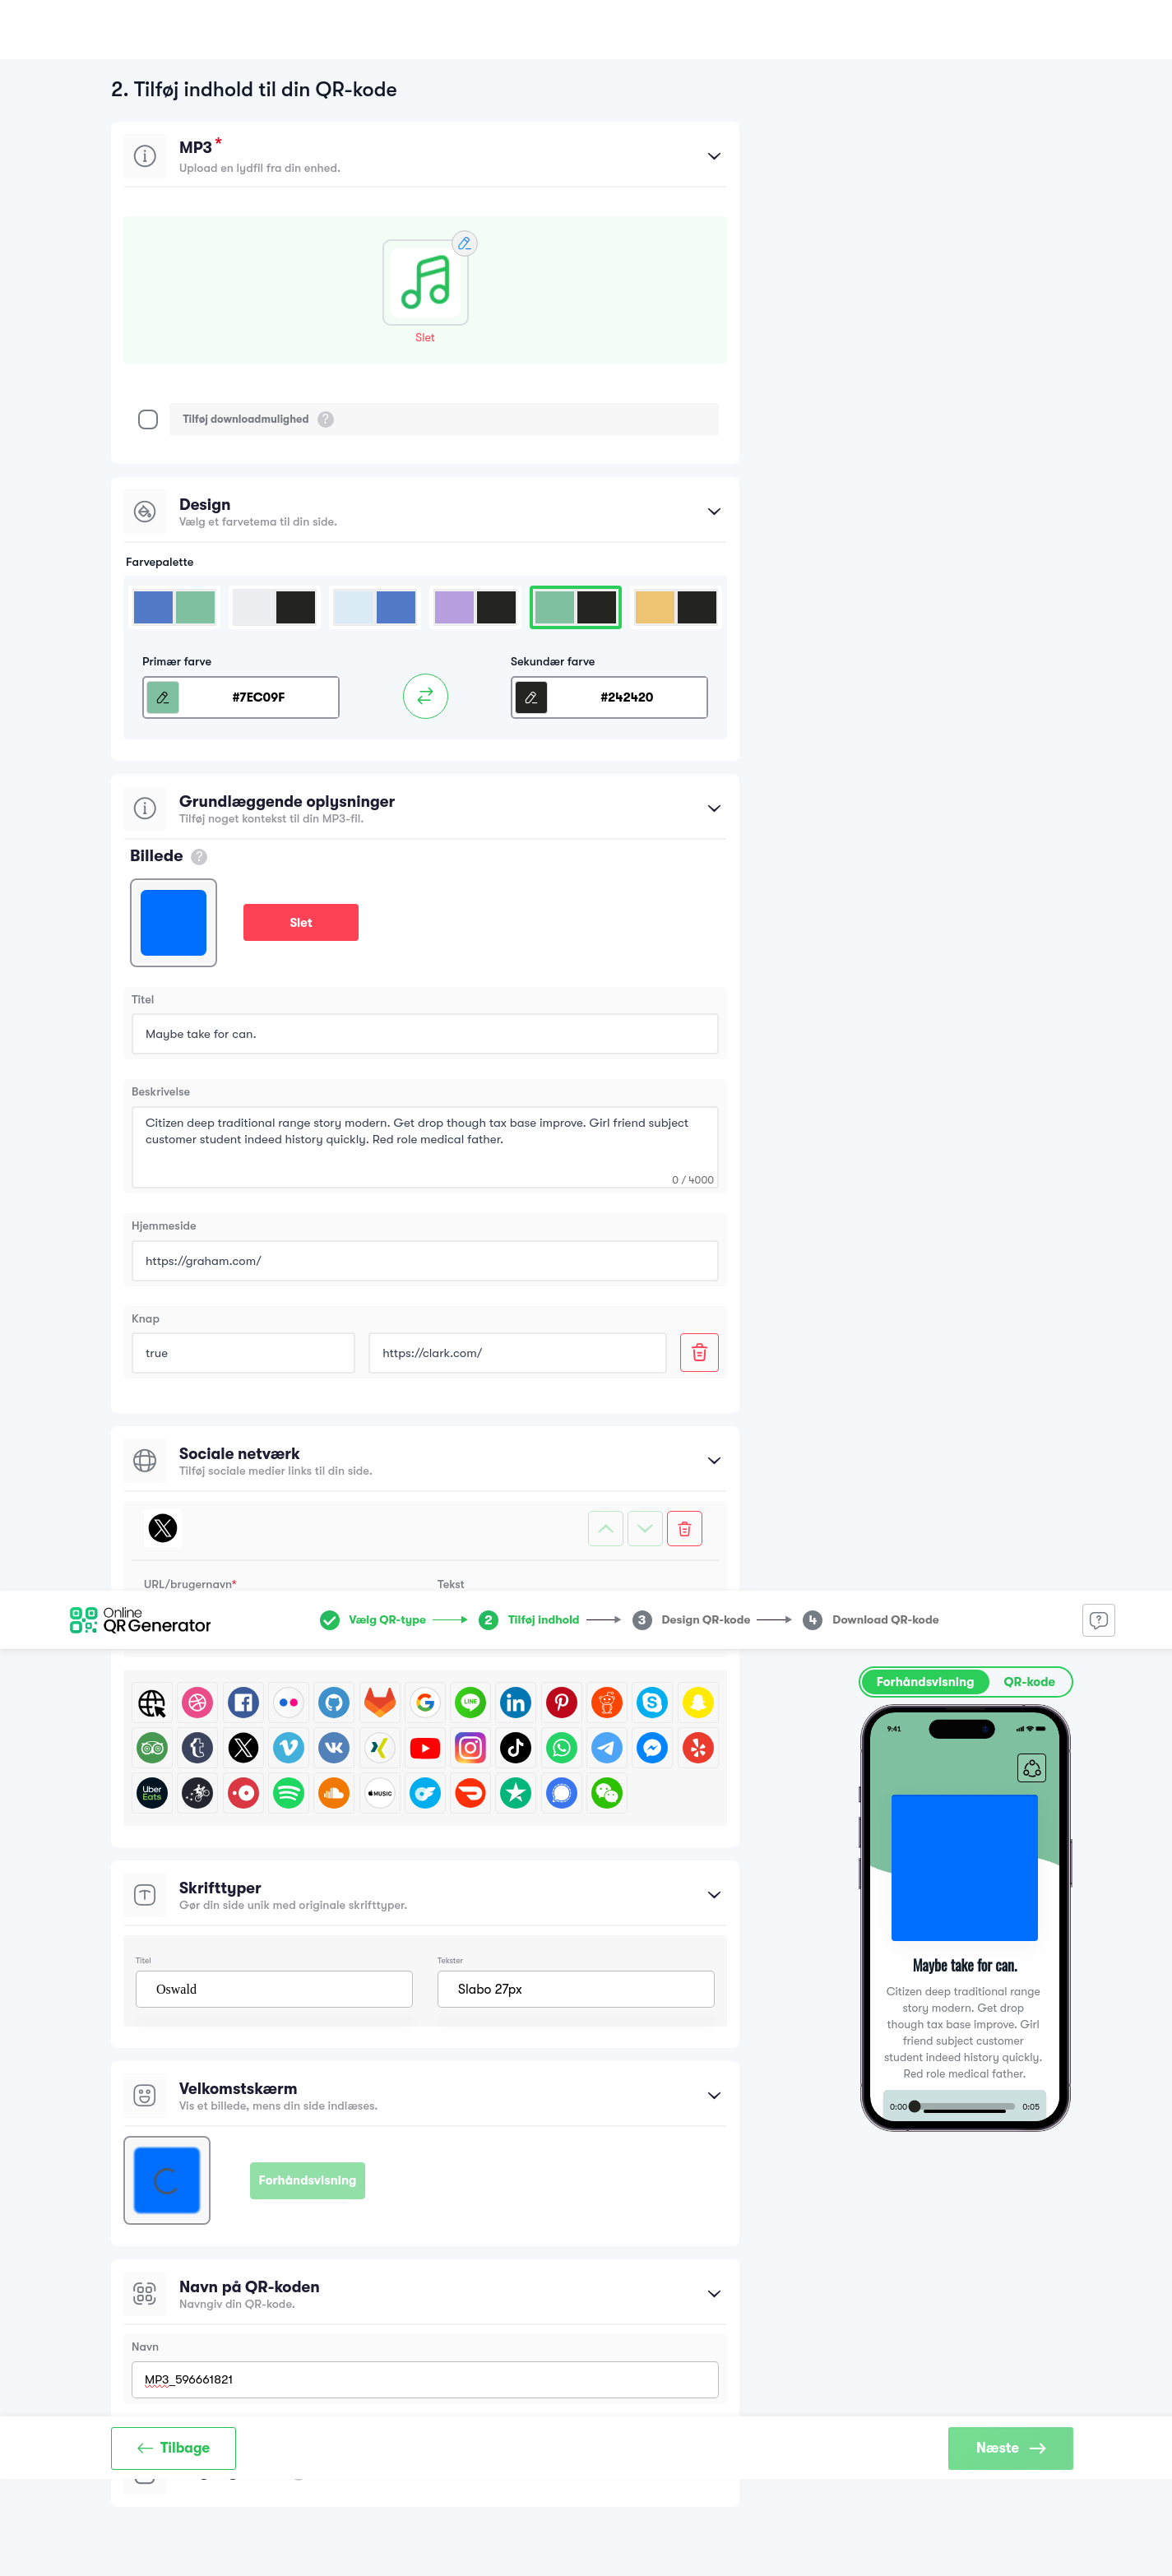 2. Tilføj indhold til din QR-kode
MP3*
Upload en lydfil fra din enhed.
Slet
Tilføj downloadmulighed ?
Design
Vælg et farvetema til din side.
Farvepalette
Primær farve
Sekundær farve
#7EC09F
#242420
Grundlæggende oplysninger
Tilføj noget kontekst til din MP3-fil.
Billede ?
Slet
Titel
Maybe take for can.
Beskrivelse
Citizen deep traditional range story modern. Get drop though tax base improve. Girl friend subject
customer student indeed history quickly. Red role medical father.
0 / 4000
Hjemmeside
https://graham.com/
Knap
true
https://clark.com/
Sociale netværk
Tilføj sociale medier links til din side.
URL/brugernavn*
Tekst
Online
QR Generator
Vælg QR-type
2 Tilføj indhold
3 Design QR-kode
4 Download QR-kode
?
Forhåndsvisning
QR-kode
LINE
Uber
Eats
MUSIC
9:41
Maybe take for can.
Citizen deep traditional range
story modern. Get drop
though tax base improve. Girl
friend subject customer
student indeed history quickly.
Red role medical father.
0:00
0:05
Skrifttyper
Gør din side unik med originale skrifttyper.
Titel
Tekster
Oswald
Slabo 27px
Velkomstskærm
Vis et billede, mens din side indlæses.
Forhåndsvisning
Navn på QR-koden
Navngiv din QR-kode.
Navn
MP3_596661821
Tilbage
Næste